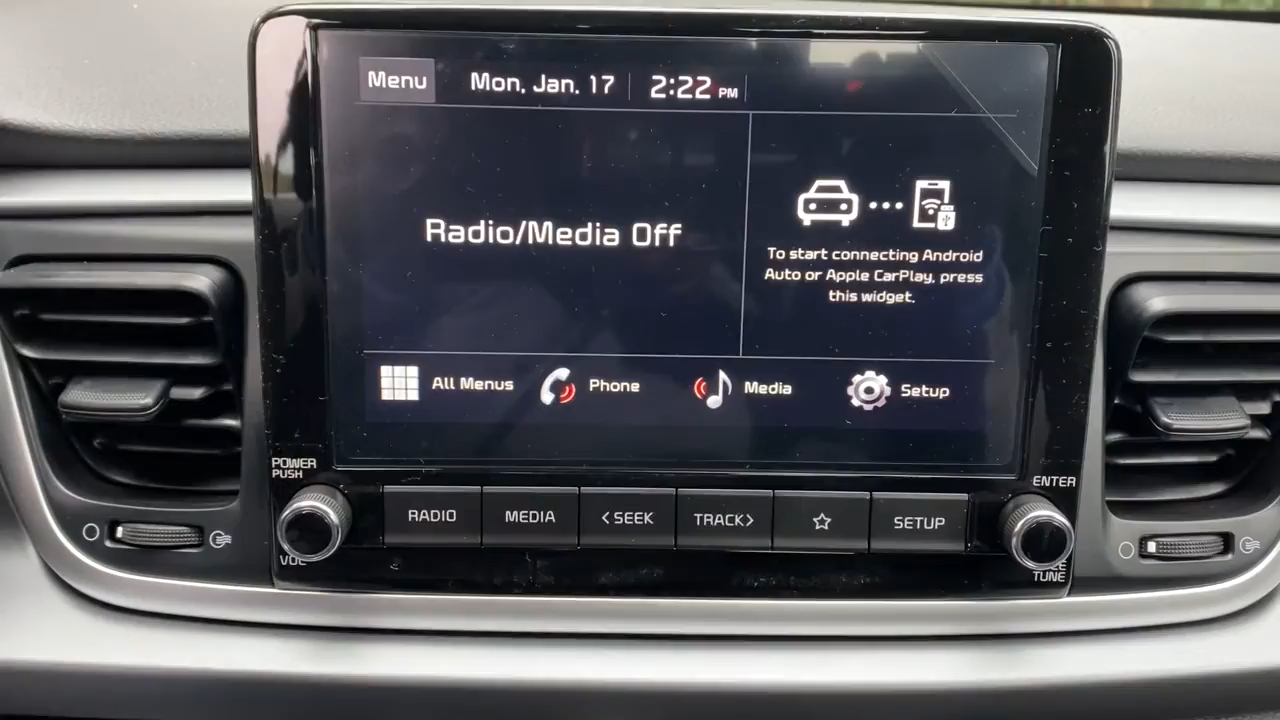 Menu
Mon, Jan. 17
2:22 PM
Radio/Media Off
To start connecting Android
Auto or Apple CarPlay, press
this widget.
All Menus
Phone
Media
Setup
POWER
PUSH
VOL
RADIO
MEDIA
<SEEK
TRACK>
☆
SETUP
ENTER
TUNE